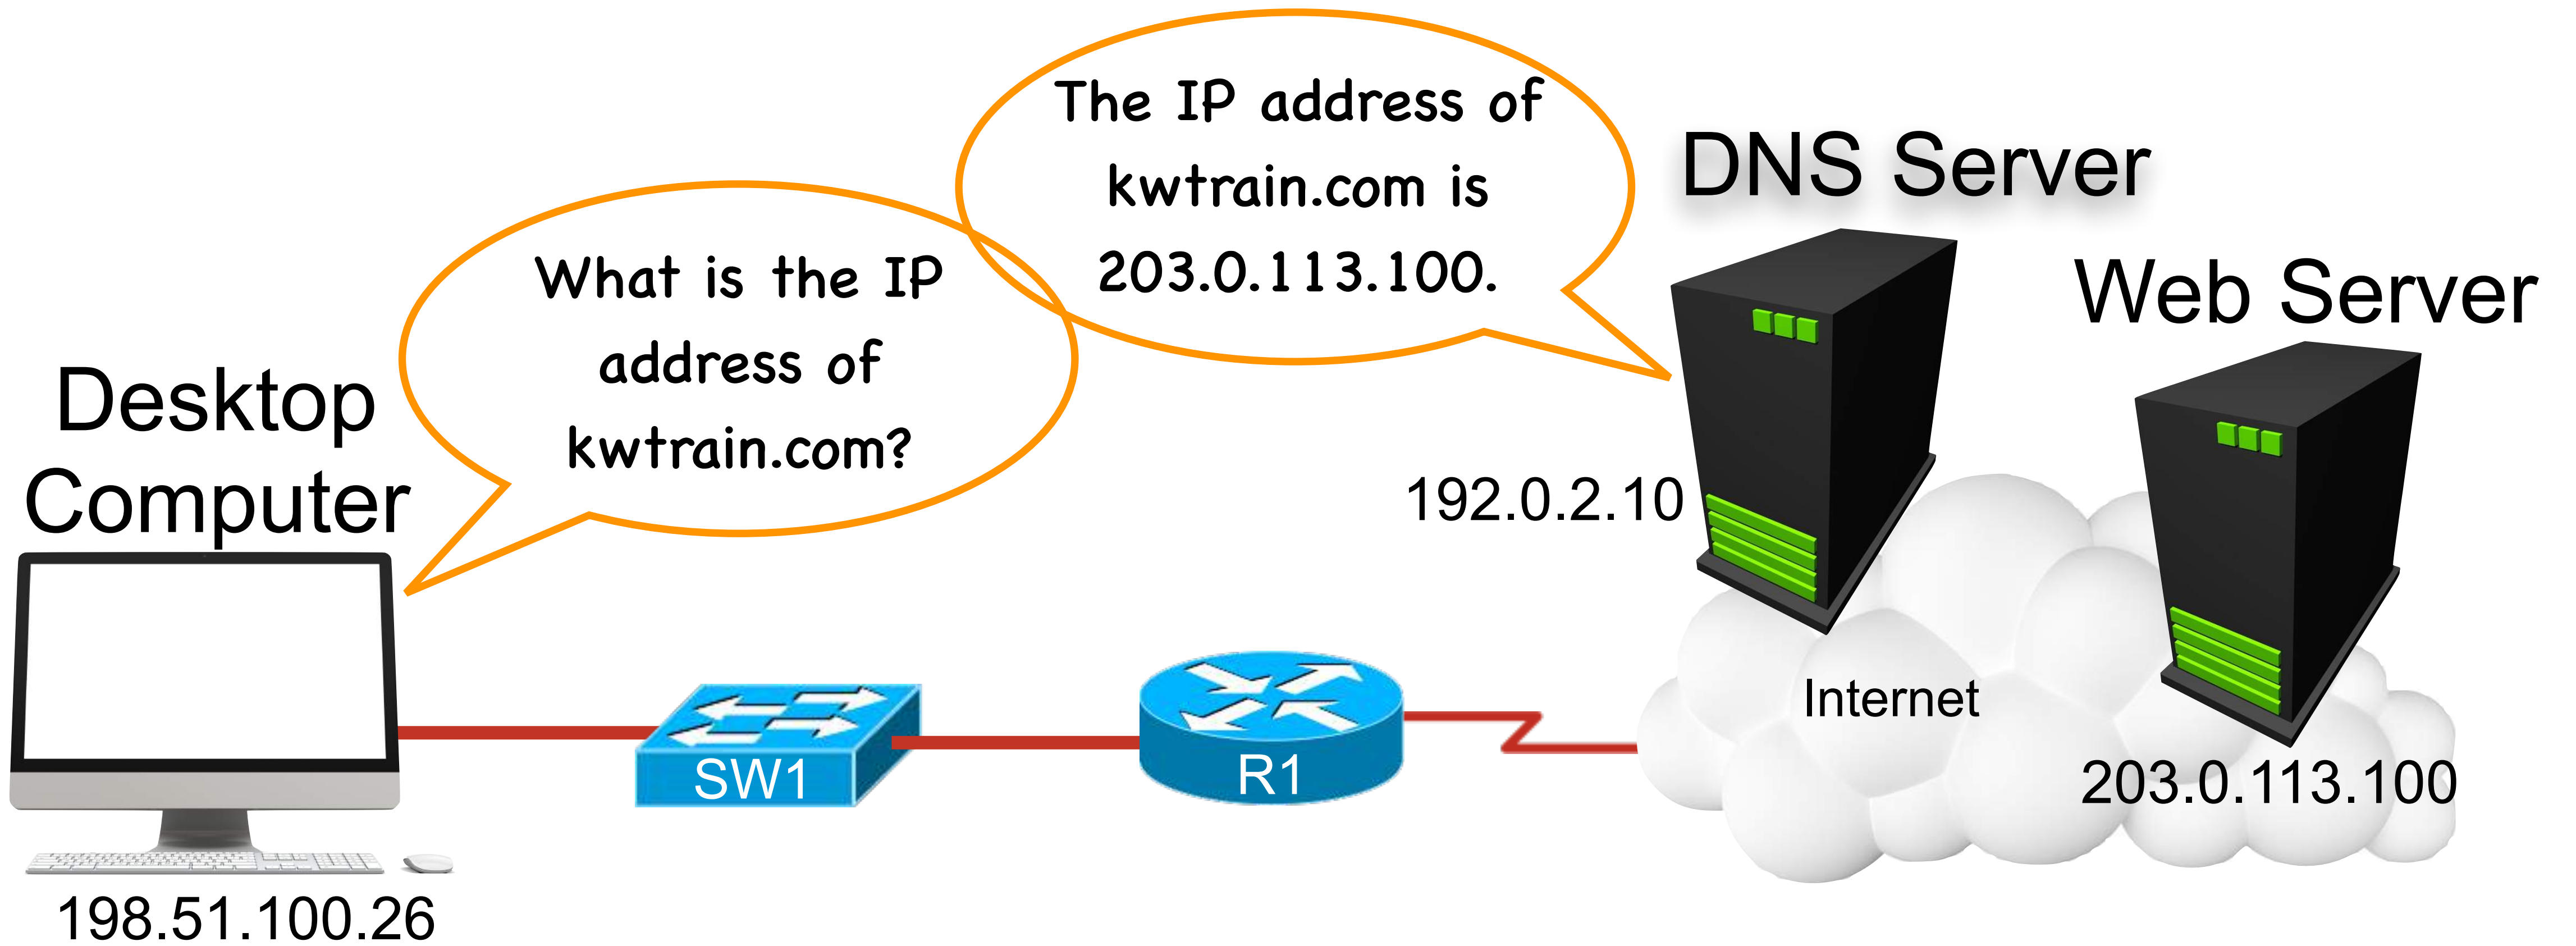 The IP address of
kwtrain.com is
203.0.113.100.
DNS Server
What is the IP
address of
kwtrain.com?
Web Server
Desktop
Computer
192.0.2.10
Internet
SW1
R1
203.0.113.100
198.51.100.26